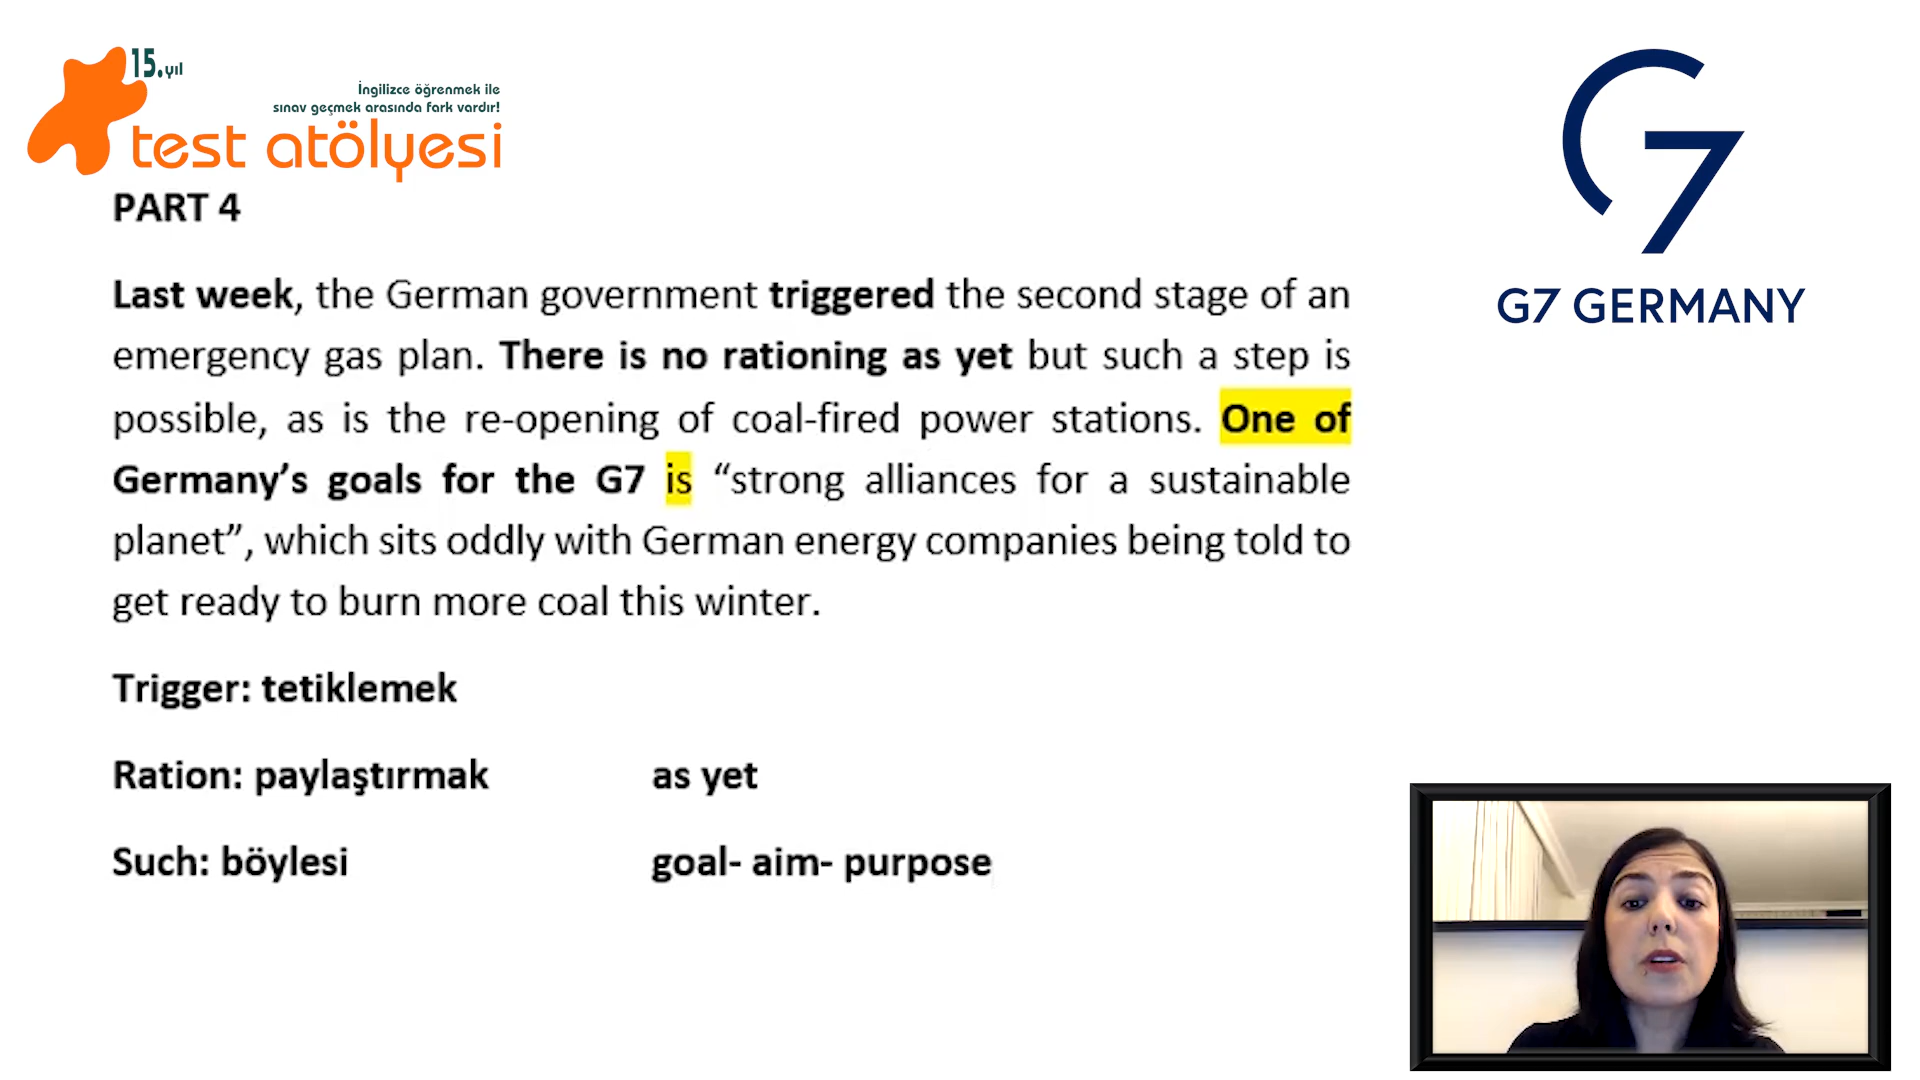 15.yıl
İngilizce öğrenmek ile
sınav geçmek arasında fark vardır!
test atölyesi
G7
G7 GERMANY
PART 4
Last week, the German government triggered the second stage of an
emergency gas plan. There is no rationing as yet but such a step is
possible, as is the re-opening of coal-fired power stations. One of
Germany’s goals for the G7 is “strong alliances for a sustainable
planet”, which sits oddly with German energy companies being told to
get ready to burn more coal this winter.
Trigger: tetiklemek
Ration: paylaştırmak as yet
Such: böylesi goal- aim- purpose